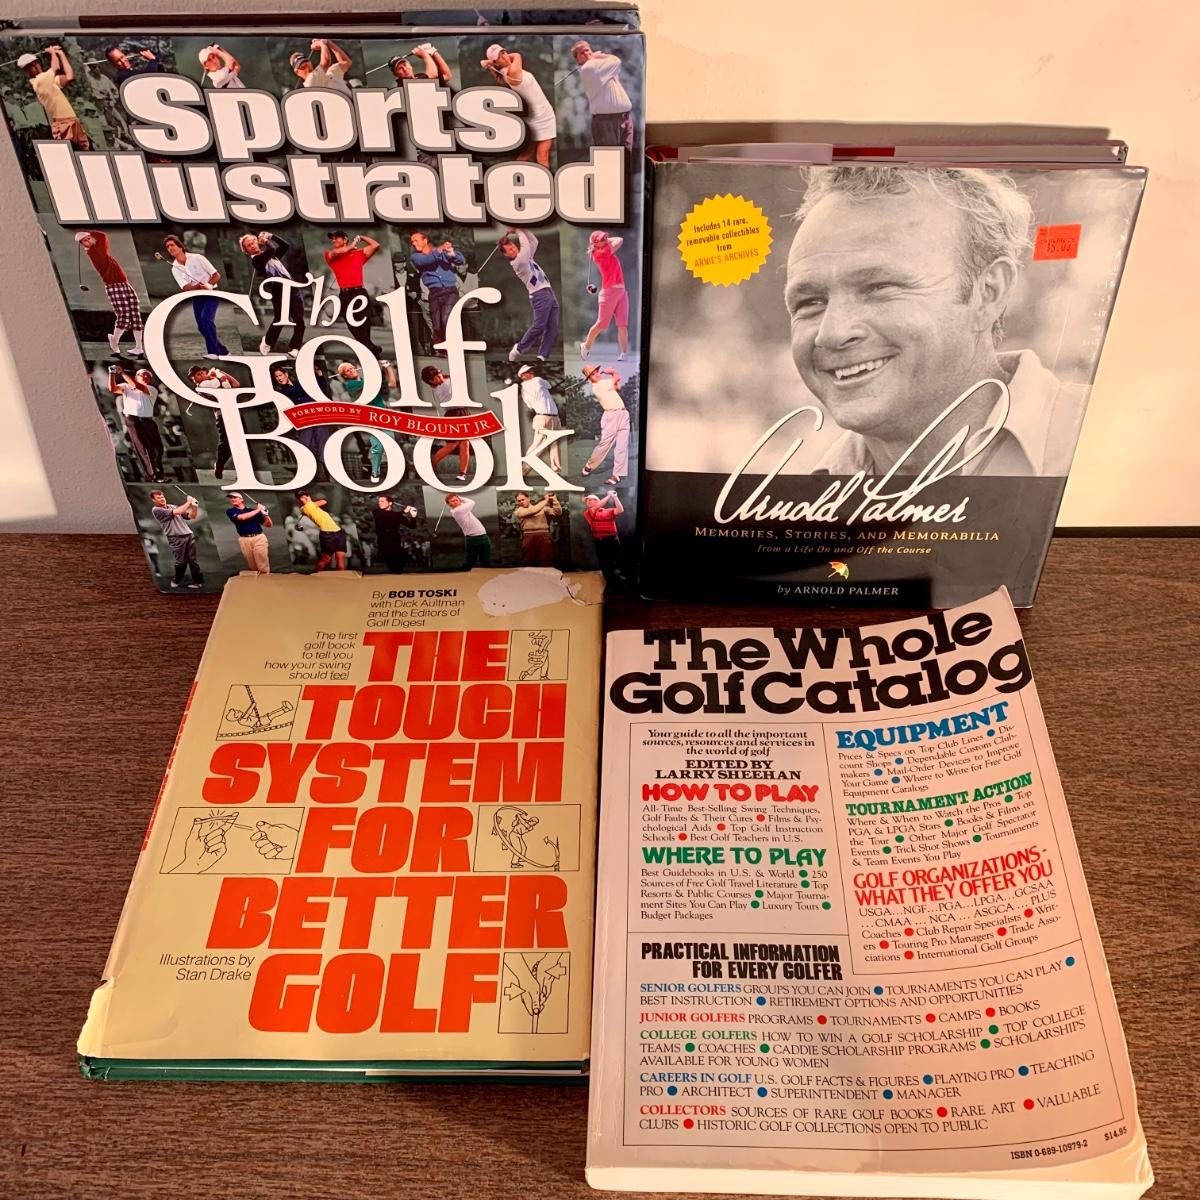 Sports
Illustrated
The
Golf
FOREWORD BY ROY BLOUNT JR.
Book
Includes 14 rare,
removable collectibles
from
ARNIE'S ARCHIVES
Arnold Palmer
MEMORIES, STORIES, AND MEMORABILIA
from a Life On and Off the Course
by ARNOLD PALMER
By BOB TOSKI
with Dick Aultman
and the Editors of
Golf Digest
The first
golf book
to tell you
how your swing
should feel
THE
TOUCH
SYSTEM
FOR
BETTER
GOLF
Illustrations by
Stan Drake
The Whole
Golf Catalog
Your guide to all the important
sources, resources and services in
the world of golf
EDITED BY
LARRY SHEEHAN
HOW TO PLAY
All-Time Best-Selling Swing Techniques,
Golf Faults & Their Cures ● Films & Psy-
chological Aids ● Top Golf Instruction
Schools ● Best Golf Teachers in U.S.
WHERE TO PLAY
Best Guidebooks in U.S. & World ● 250
Sources of Free Golf Travel Literature ● Top
Resorts & Public Courses ● Major Tourna-
ment Sites You Can Play ● Luxury Tours ●
Budget Packages
EQUIPMENT
Prices & Specs on Top Club Lines ● Dis-
count Shops ● Dependable Custom Club-
makers ● Mail-Order Devices to Improve
Your Game ● Where to Write for Free Golf
Equipment Catalogs
TOURNAMENT ACTION
Where & When to Watch the Pros ● Top
PGA & LPGA Stars ● Books & Films on
the Tour ● Other Major Golf Spectator
Events ● Trick Shot Shows ● Tournaments
& Team Events You Play
GOLF ORGANIZATIONS-
WHAT THEY OFFER YOU
USGA...NGF...PGA...LPGA...GCSAA
...CMAA ... NCA ... ASGCA ... PLUS
Coaches ● Club Repair Specialists ● Writ-
ers ● Touring Pro Managers ● Trade Asso-
ciations ● International Golf Groups
PRACTICAL INFORMATION
FOR EVERY GOLFER
SENIOR GOLFERS GROUPS YOU CAN JOIN ● TOURNAMENTS YOU CAN PLAY ●
BEST INSTRUCTION ● RETIREMENT OPTIONS AND OPPORTUNITIES
JUNIOR GOLFERS PROGRAMS ● TOURNAMENTS ● CAMPS ● BOOKS
COLLEGE GOLFERS HOW TO WIN A GOLF SCHOLARSHIP ● TOP COLLEGE
TEAMS ● COACHES ● CADDIE SCHOLARSHIP PROGRAMS ● SCHOLARSHIPS
AVAILABLE FOR YOUNG WOMEN
CAREERS IN GOLF U.S. GOLF FACTS & FIGURES ● PLAYING PRO ● TEACHING
PRO ● ARCHITECT ● SUPERINTENDENT ● MANAGER
COLLECTORS SOURCES OF RARE GOLF BOOKS ● RARE ART ● VALUABLE
CLUBS ● HISTORIC GOLF COLLECTIONS OPEN TO PUBLIC
ISBN 0-689-10979-2 $14.95